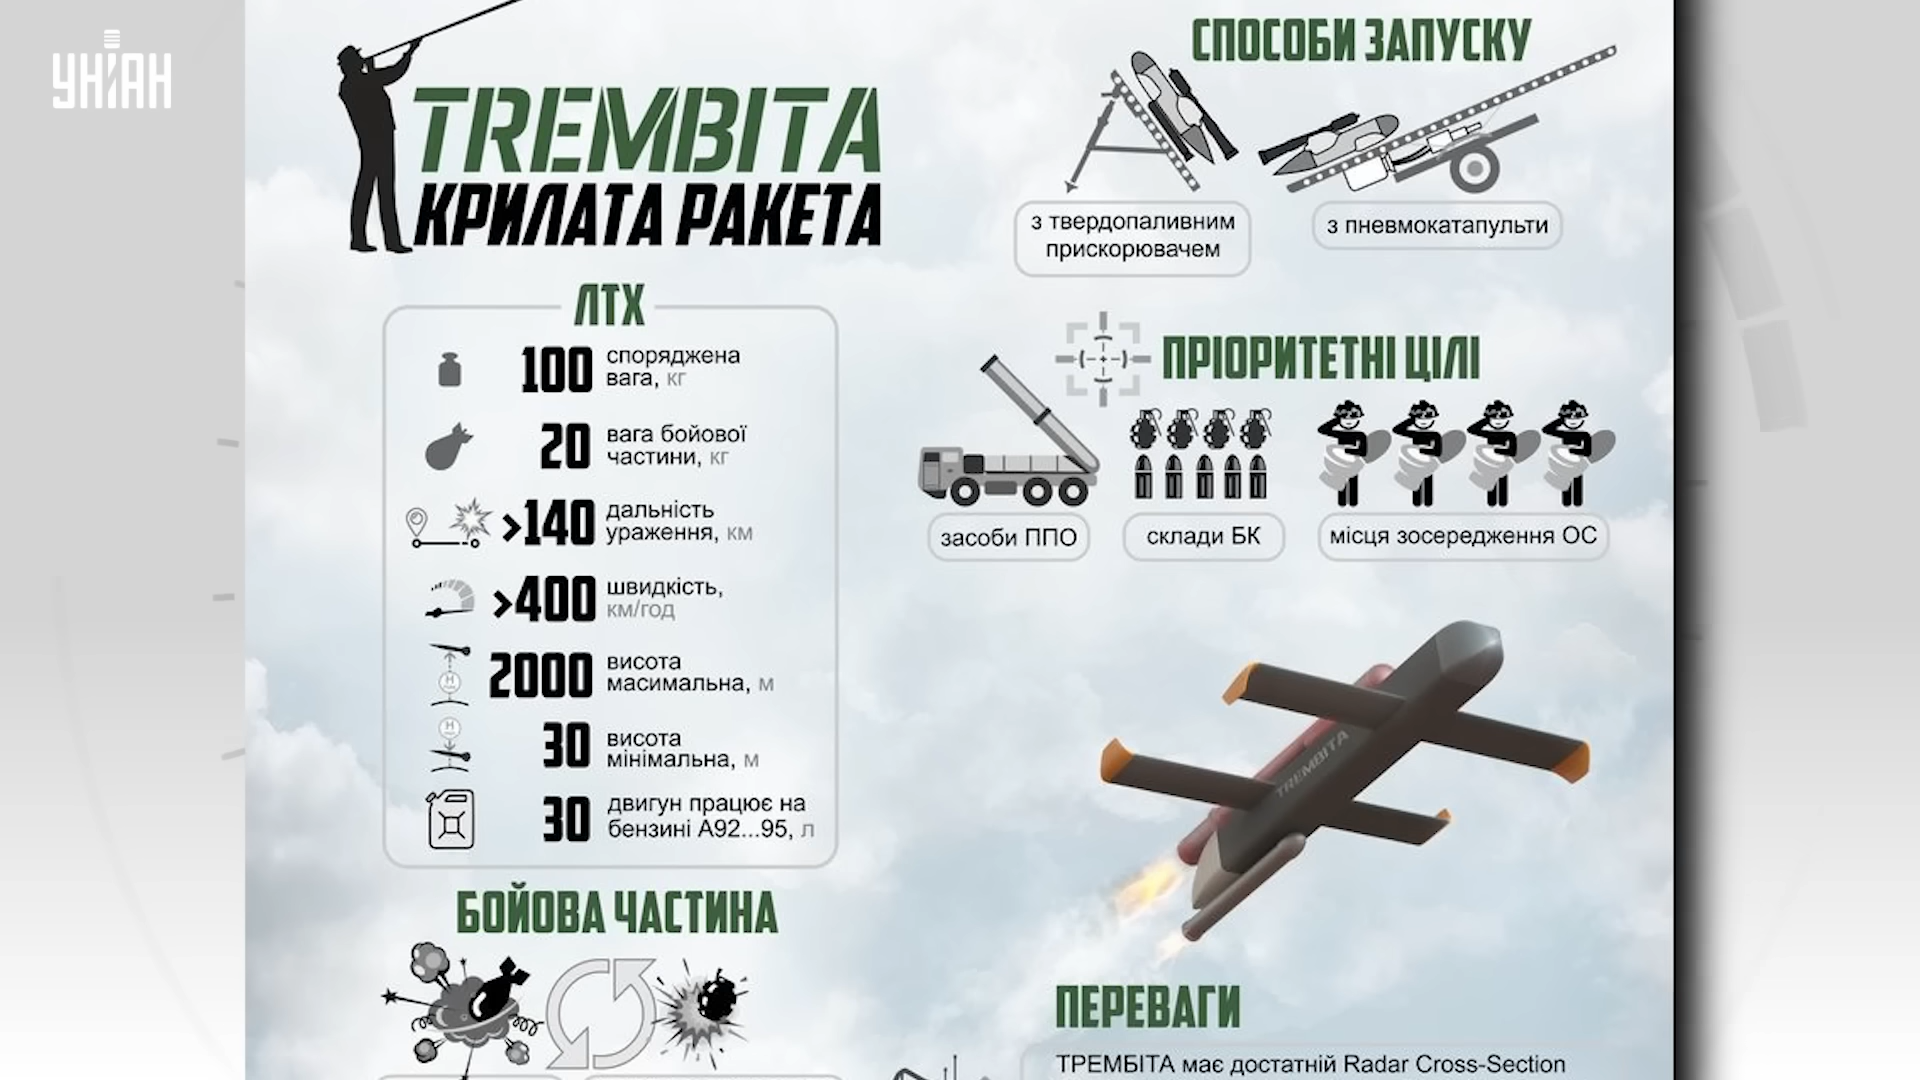 УНІАН
TREMBITA
КРИЛАТА РАКЕТА
ЛТХ
100 споряджена
вага, кг
20 вага бойової
частини, кг
>140 дальність
ураження, км
>400 швидкість,
км/год
H
2000 висота
масимальна, м
H
30 висота
мінімальна, м
30 двигун працює на
бензині А92...95, л
БОЙОВА ЧАСТИНА
СПОСОБИ ЗАПУСКУ
з твердопаливним
прискорювачем
з пневмокатапульти
ПРІОРИТЕТНІ ЦІЛІ
засоби ППО
склади БК
місця зосередження ОС
TREMBITA
ПЕРЕВАГИ
ТРЕМБІТА має достатній Radar Cross-Section